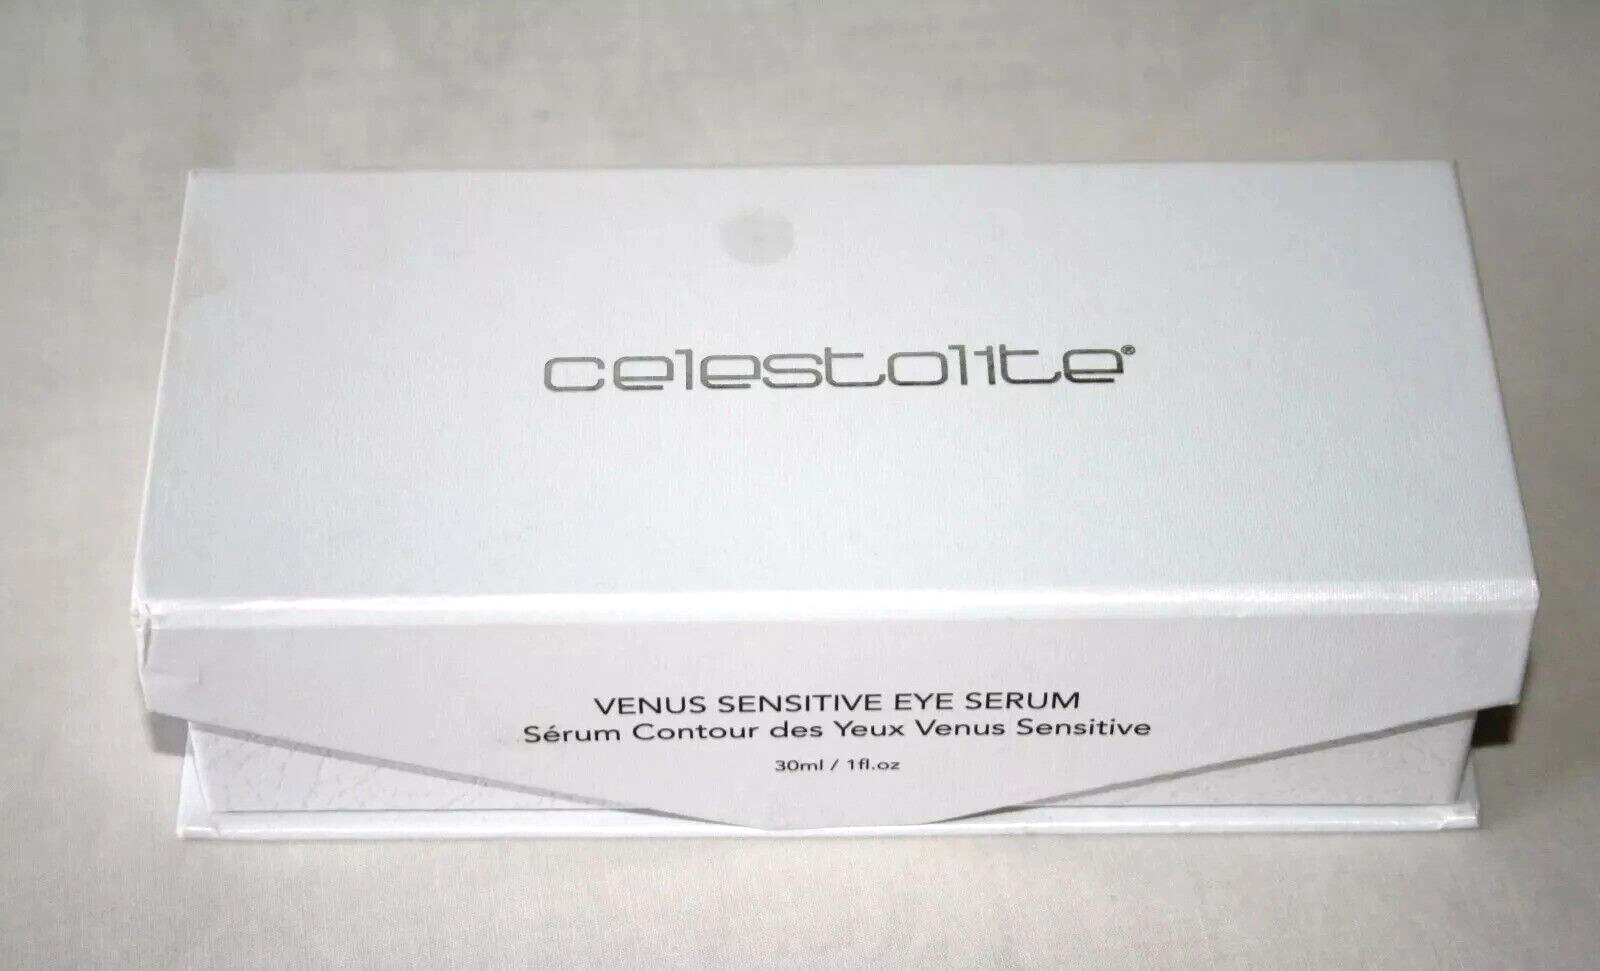 celestolite®
VENUS SENSITIVE EYE SERUM
Sérum Contour des Yeux Venus Sensitive
30ml / 1fl.oz